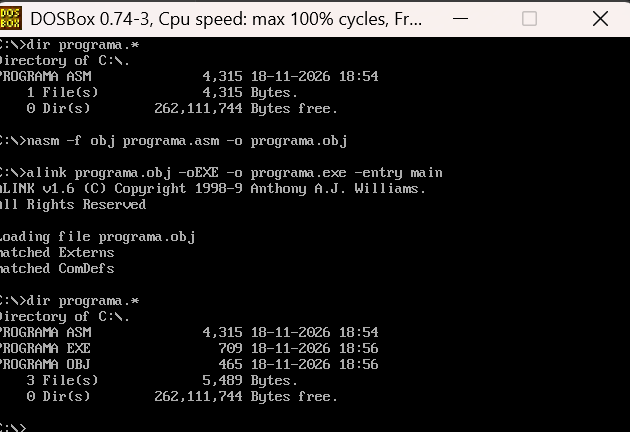 DOS BOX DOSBox 0.74-3, Cpu speed: max 100% cycles, Fr...
C:\>dir programa.*
Directory of C:\.
PROGRAMA ASM 4,315 18-11-2026 18:54
1 File(s) 4,315 Bytes.
0 Dir(s) 262,111,744 Bytes free.
C:\>nasm -f obj programa.asm -o programa.obj
C:\>alink programa.obj -oEXE -o programa.exe -entry main
ALINK v1.6 (C) Copyright 1998-9 Anthony A.J. Williams.
All Rights Reserved
Loading file programa.obj
matched Externs
matched ComDefs
C:\>dir programa.*
Directory of C:\.
PROGRAMA ASM 4,315 18-11-2026 18:54
PROGRAMA EXE 709 18-11-2026 18:56
PROGRAMA OBJ 465 18-11-2026 18:56
3 File(s) 5,489 Bytes.
0 Dir(s) 262,111,744 Bytes free.
C:\>